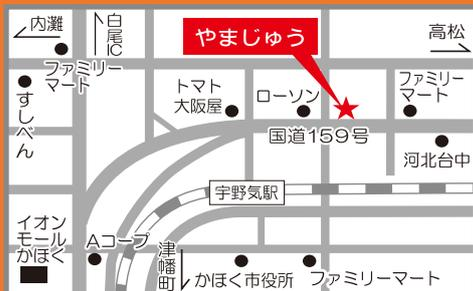 内灘
白尾IC
やまじゅう
高松
ファミリー
マート
すしべん
トマト
大阪屋
ローソン
ファミリー
マート
国道159号
河北台中
宇野気駅
イオン
モール
かほく
Aコープ
津幡町
かほく市役所
ファミリーマート